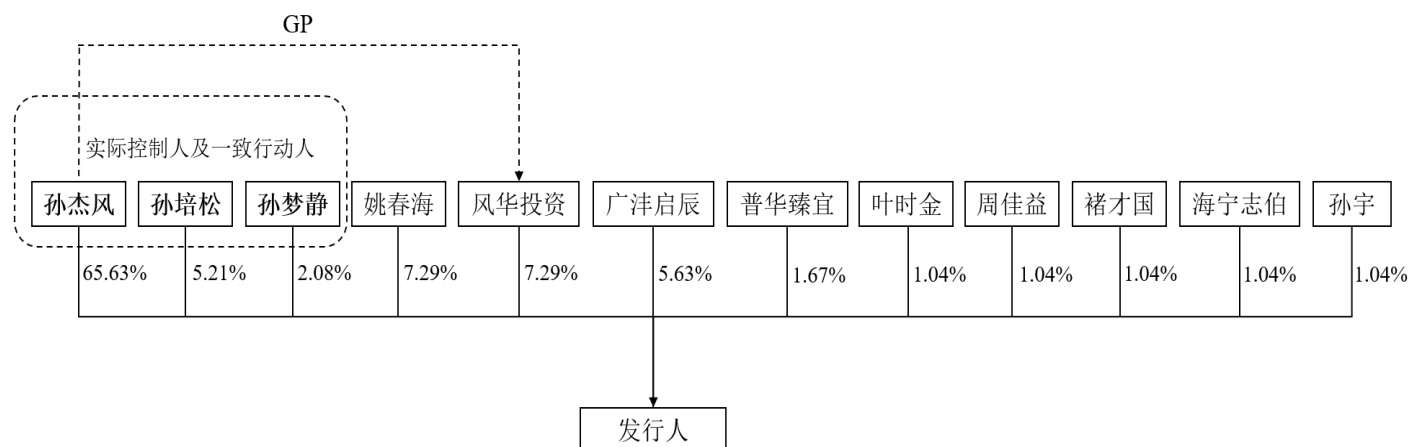 GP
实际控制人及一致行动人
孙杰风 孙培松 孙梦静 姚春海 风华投资 广沣启辰 普华臻宜 叶时金 周佳益 褚才国 海宁志伯 孙宇
65.63% 5.21% 2.08% 7.29% 7.29% 5.63% 1.67% 1.04% 1.04% 1.04% 1.04% 1.04%
发行人